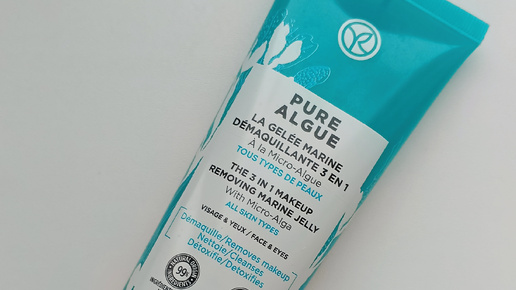 PURE
ALGUE
LA GELÉE MARINE
DÉMAQUILLANTE 3 EN 1
À la Micro-Algue
TOUS TYPES DE PEAUX
THE 3 IN 1 MAKEUP
REMOVING MARINE JELLY
With Micro-Alga
ALL SKIN TYPES
VISAGE & YEUX / FACE & EYES
Démaquille/Removes makeup
Nettoie/Cleanses
Détoxifie/Detoxifies
99%